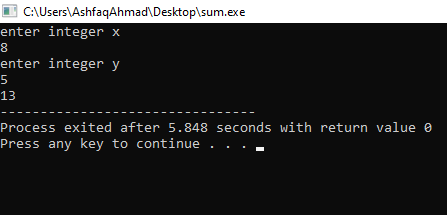 C:\Users\AshfaqAhmad\Desktop\sum.exe
enter integer x
8
enter integer y
5
13
--------------------------------
Process exited after 5.848 seconds with return value 0
Press any key to continue . . .